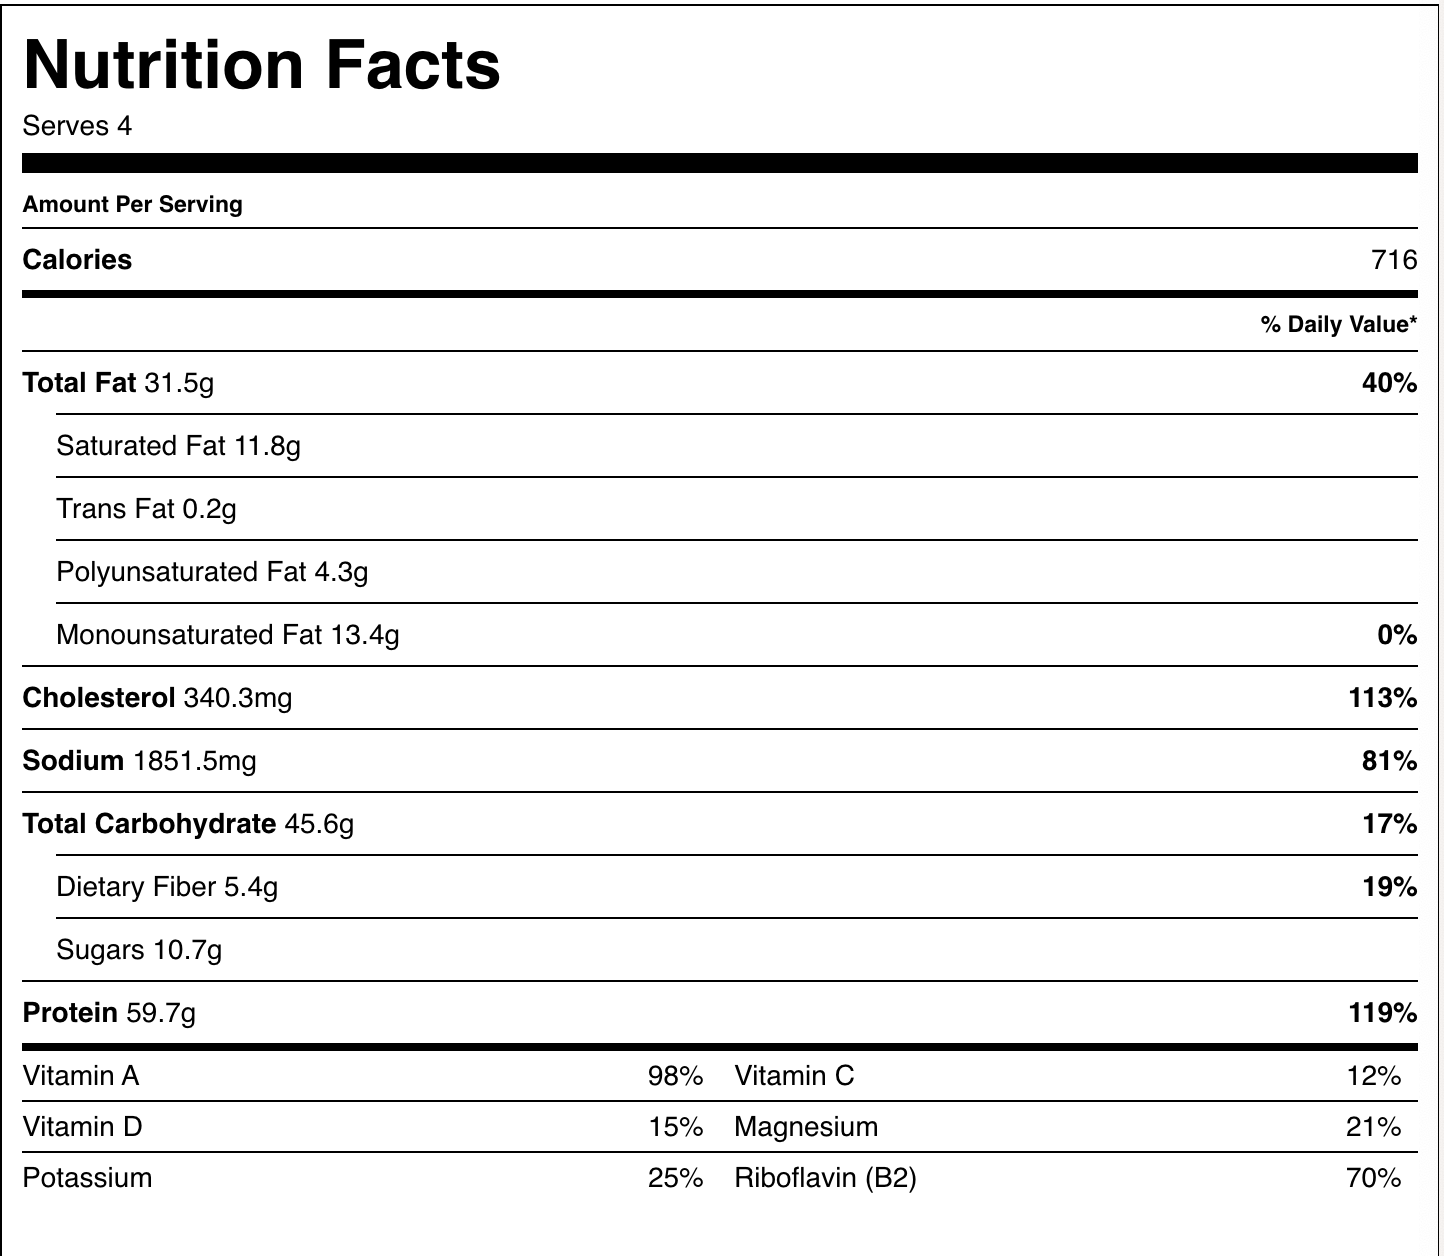 Nutrition Facts
Serves 4
Amount Per Serving
Calories 716
% Daily Value*
Total Fat 31.5g 40%
Saturated Fat 11.8g
Trans Fat 0.2g
Polyunsaturated Fat 4.3g
Monounsaturated Fat 13.4g 0%
Cholesterol 340.3mg 113%
Sodium 1851.5mg 81%
Total Carbohydrate 45.6g 17%
Dietary Fiber 5.4g 19%
Sugars 10.7g
Protein 59.7g 119%
Vitamin A 98% Vitamin C 12%
Vitamin D 15% Magnesium 21%
Potassium 25% Riboflavin (B2) 70%